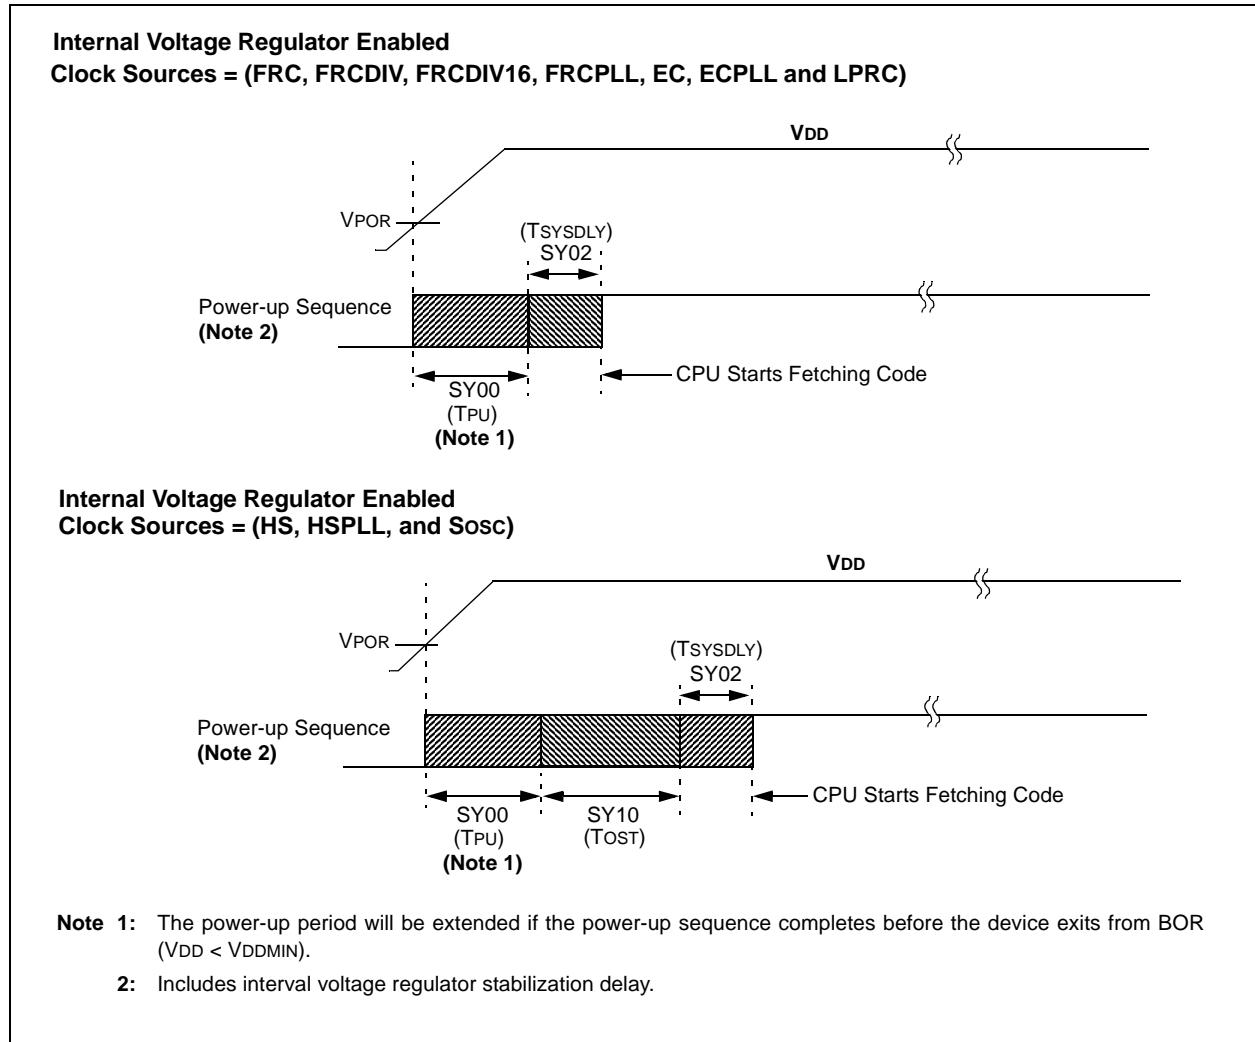 Internal Voltage Regulator Enabled
Clock Sources = (FRC, FRCDIV, FRCDIV16, FRCPLL, EC, ECPLL and LPRC)
VDD
VPOR
(TSYSDLY)
SY02
Power-up Sequence
(Note 2)
CPU Starts Fetching Code
SY00
(TPU)
(Note 1)
Internal Voltage Regulator Enabled
Clock Sources = (HS, HSPLL, and SOSC)
VDD
VPOR
(TSYSDLY)
SY02
Power-up Sequence
(Note 2)
CPU Starts Fetching Code
SY00 SY10
(TPU) (TOST)
(Note 1)
Note 1: The power-up period will be extended if the power-up sequence completes before the device exits from BOR
(VDD < VDDMIN).
2: Includes interval voltage regulator stabilization delay.